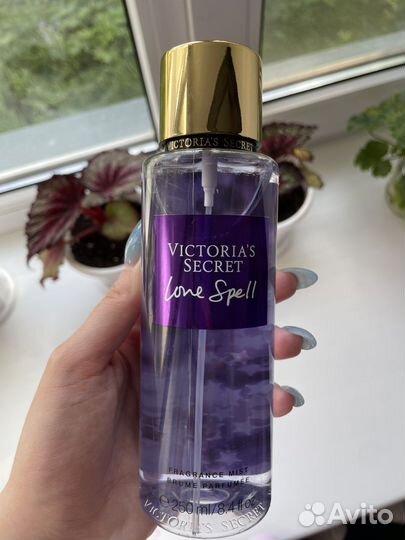 VICTORIA'S SECRET
VICTORIA'S
SECRET
Love Spell
FRAGRANCE MIST
BRUME PARFUMÉE
℮ 250 ml/8.4 fl oz
VICTORIA'S SECRET
Avito